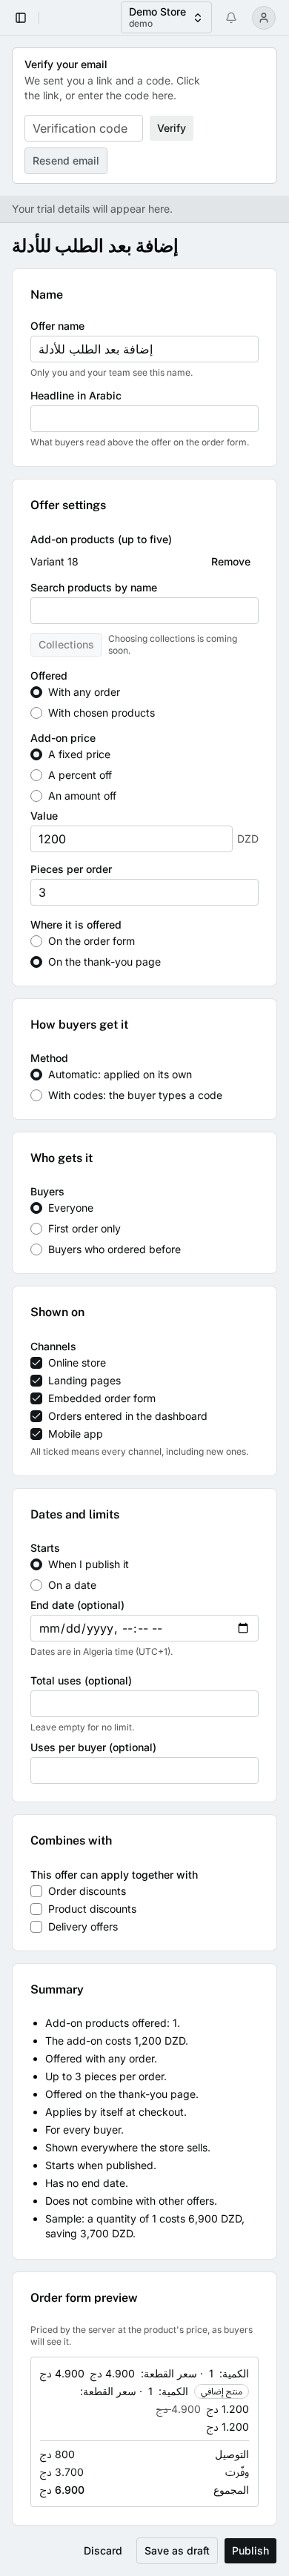 Demo Store
demo
Verify your email
We sent you a link and a code. Click
the link, or enter the code here.
Verification code
Verify
Resend email
Your trial details will appear here.
إضافة بعد الطلب للأدلة
Name
Offer name
إضافة بعد الطلب للأدلة
Only you and your team see this name.
Headline in Arabic
What buyers read above the offer on the order form.
Offer settings
Add-on products (up to five)
Variant 18 Remove
Search products by name
Collections
Choosing collections is coming
soon.
Offered
With any order
With chosen products
Add-on price
A fixed price
A percent off
An amount off
Value
1200 DZD
Pieces per order
3
Where it is offered
On the order form
On the thank-you page
How buyers get it
Method
Automatic: applied on its own
With codes: the buyer types a code
Who gets it
Buyers
Everyone
First order only
Buyers who ordered before
Shown on
Channels
Online store
Landing pages
Embedded order form
Orders entered in the dashboard
Mobile app
All ticked means every channel, including new ones.
Dates and limits
Starts
When I publish it
On a date
End date (optional)
mm/dd/yyyy, --:-- --
Dates are in Algeria time (UTC+1).
Total uses (optional)
Leave empty for no limit.
Uses per buyer (optional)
Combines with
This offer can apply together with
Order discounts
Product discounts
Delivery offers
Summary
Add-on products offered: 1.
The add-on costs 1,200 DZD.
Offered with any order.
Up to 3 pieces per order.
Offered on the thank-you page.
Applies by itself at checkout.
For every buyer.
Shown everywhere the store sells.
Starts when published.
Has no end date.
Does not combine with other offers.
Sample: a quantity of 1 costs 6,900 DZD,
saving 3,700 DZD.
Order form preview
Priced by the server at the product's price, as buyers
will see it.
الكمية: 1 · سعر القطعة: 4.900 دج 4.900 دج
منتج إضافي الكمية: 1 · سعر القطعة:
1.200 دج 4.900 دج
1.200 دج
التوصيل 800 دج
وفّرت 3.700 دج
المجموع 6.900 دج
Discard Save as draft Publish